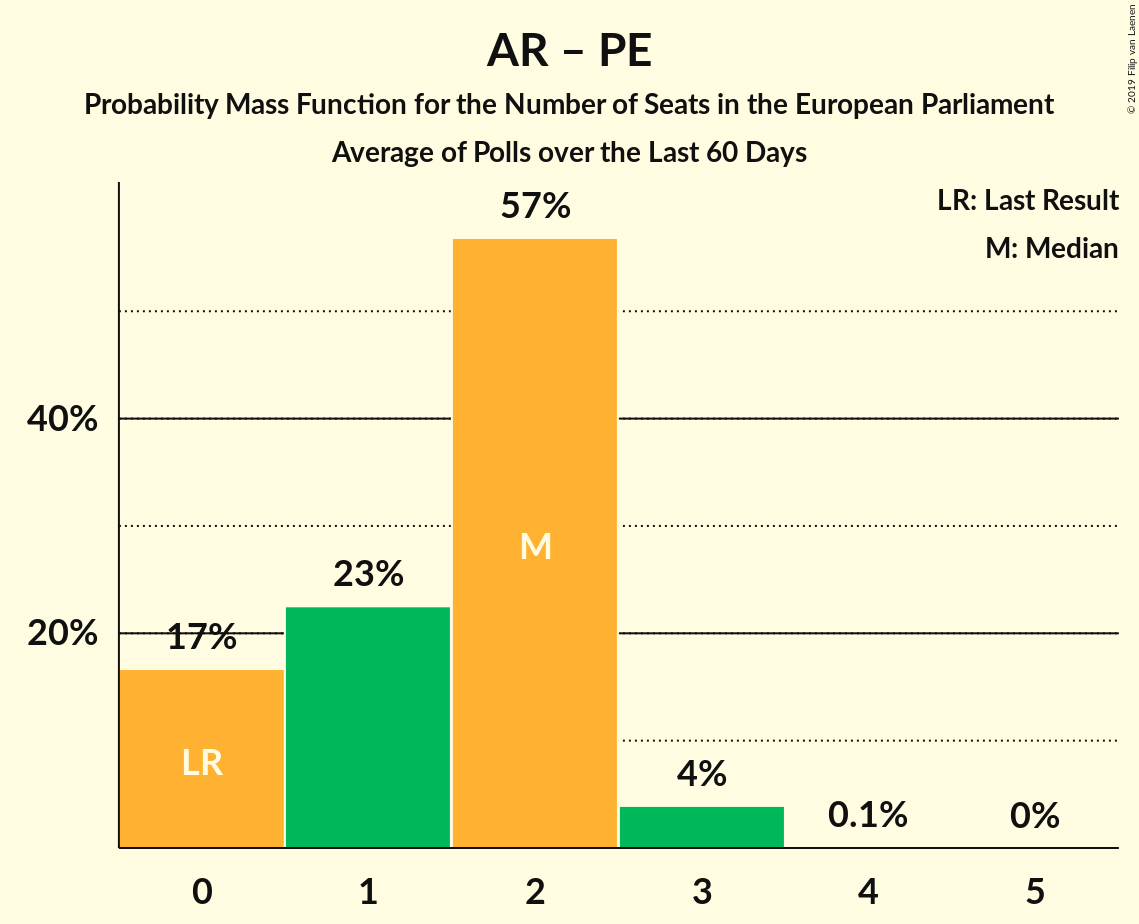 AR – PE
Probability Mass Function for the Number of Seats in the European Parliament
Average of Polls over the Last 60 Days
© 2019 Filip van Laenen
LR: Last Result
M: Median
57%
40%
M
23%
20%
17%
LR
4%
0.1%
0%
0 1 2 3 4 5